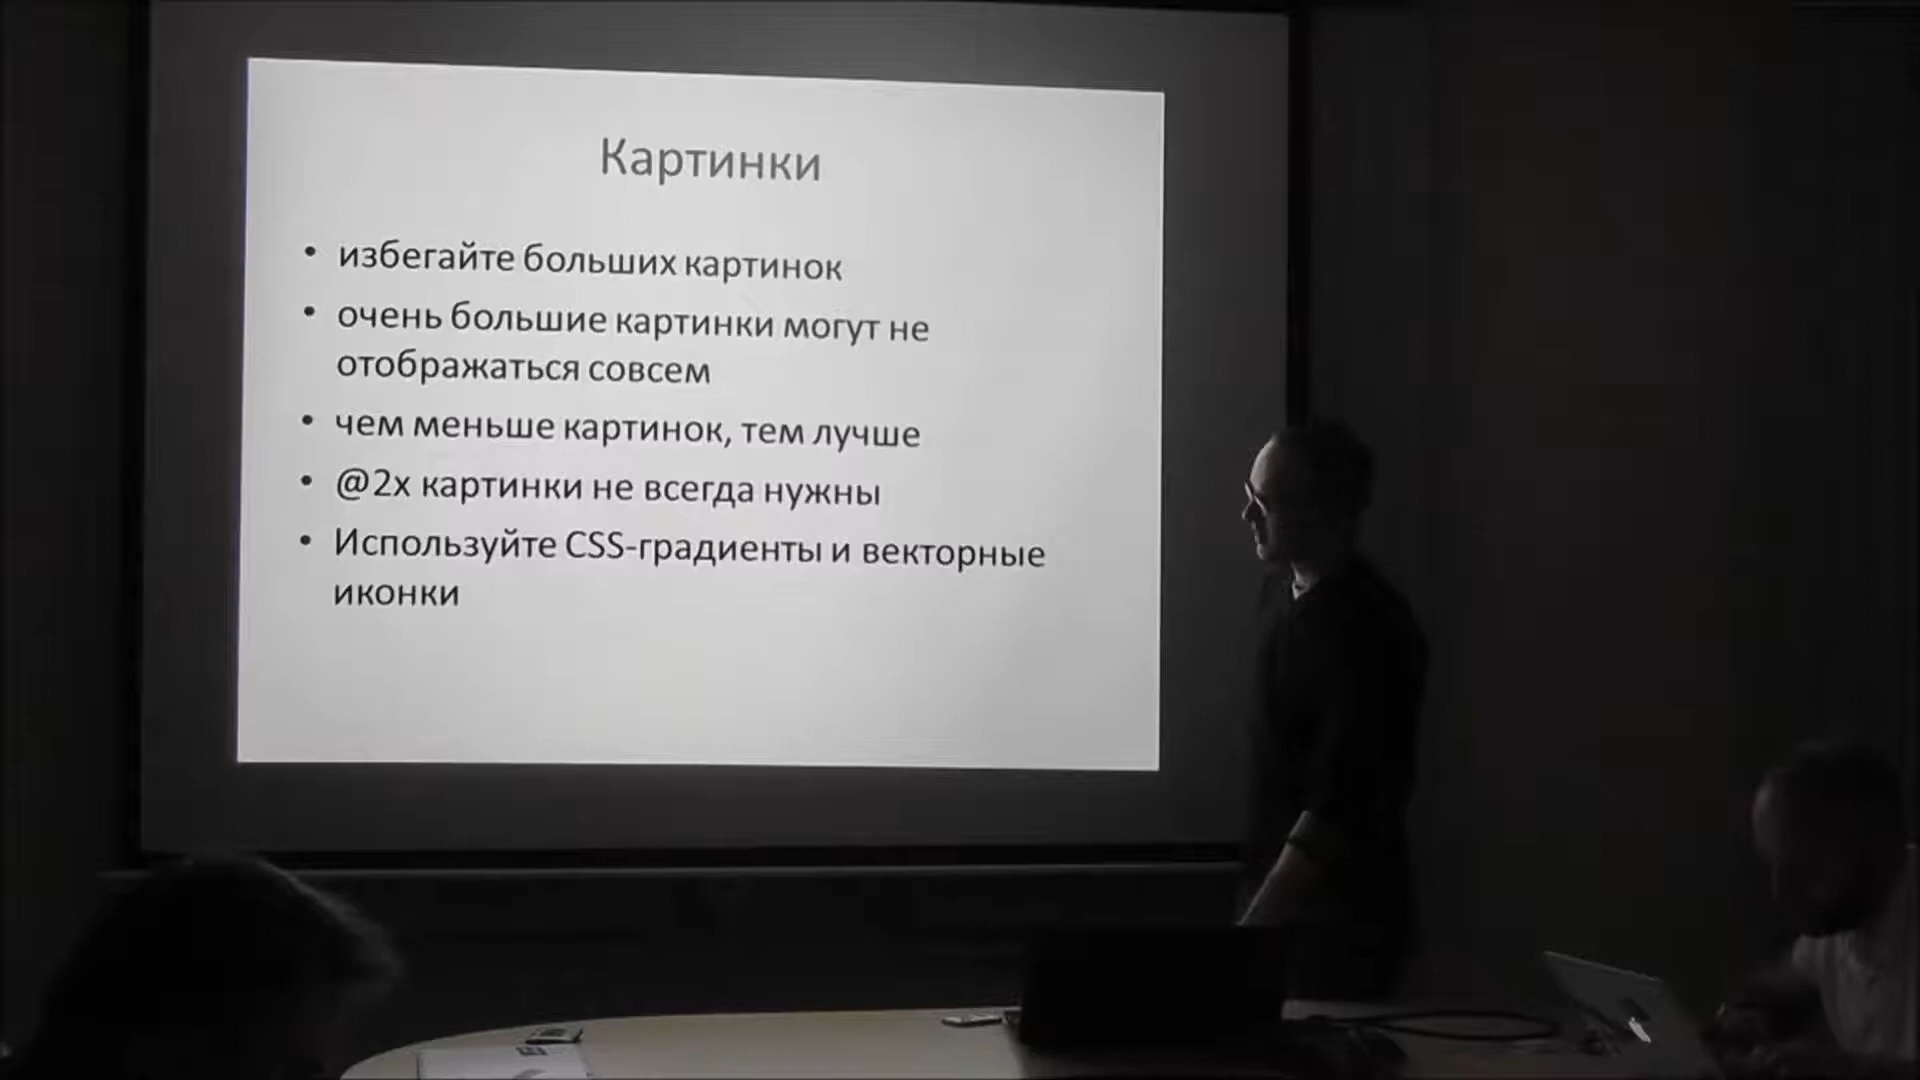 Картинки
• избегайте больших картинок
• очень большие картинки могут не
отображаться совсем
• чем меньше картинок, тем лучше
• @2x картинки не всегда нужны
• Используйте CSS-градиенты и векторные
иконки